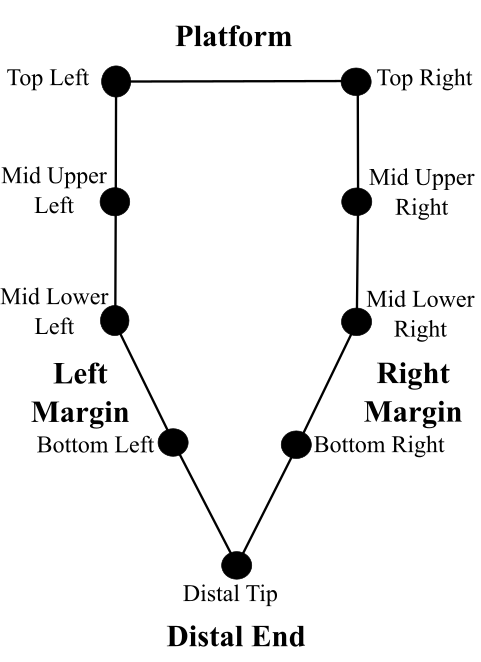 Platform
Top Left
Top Right
Mid Upper
Left
Mid Upper
Right
Mid Lower
Left
Mid Lower
Right
Left
Margin
Right
Margin
Bottom Left
Bottom Right
Distal Tip
Distal End